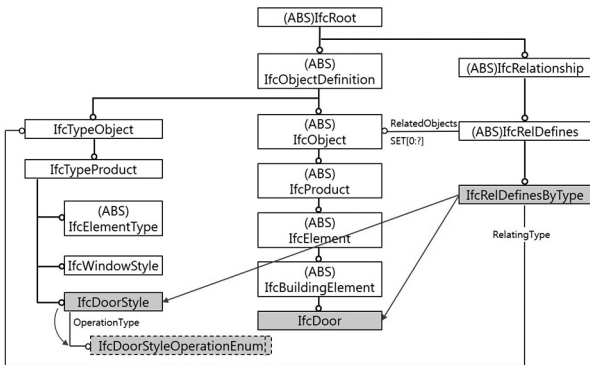 (ABS)IfcRoot
(ABS)
IfcObjectDefinition
(ABS)IfcRelationship
IfcTypeObject
(ABS)
IfcObject
RelatedObjects
SET[0:?]
(ABS)IfcRelDefines
IfcTypeProduct
(ABS)
IfcProduct
IfcRelDefinesByType
(ABS)
IfcElementType
(ABS)
IfcElement
RelatingType
IfcWindowStyle
(ABS)
IfcBuildingElement
IfcDoorStyle
IfcDoor
OperationType
IfcDoorStyleOperationEnum